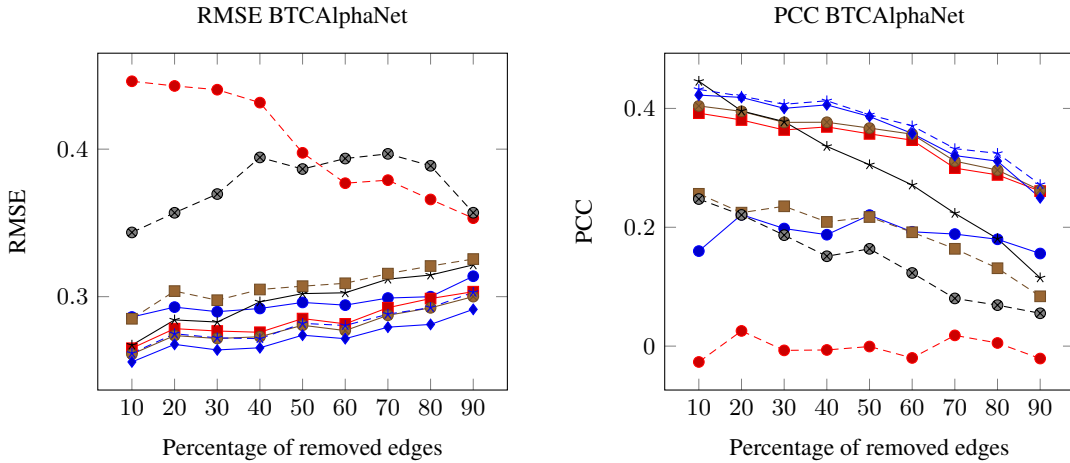 RMSE BTCAlphaNet
0.4
0.3
RMSE
10 20 30 40 50 60 70 80 90
Percentage of removed edges
PCC BTCAlphaNet
0.4
0.2
0
PCC
10 20 30 40 50 60 70 80 90
Percentage of removed edges